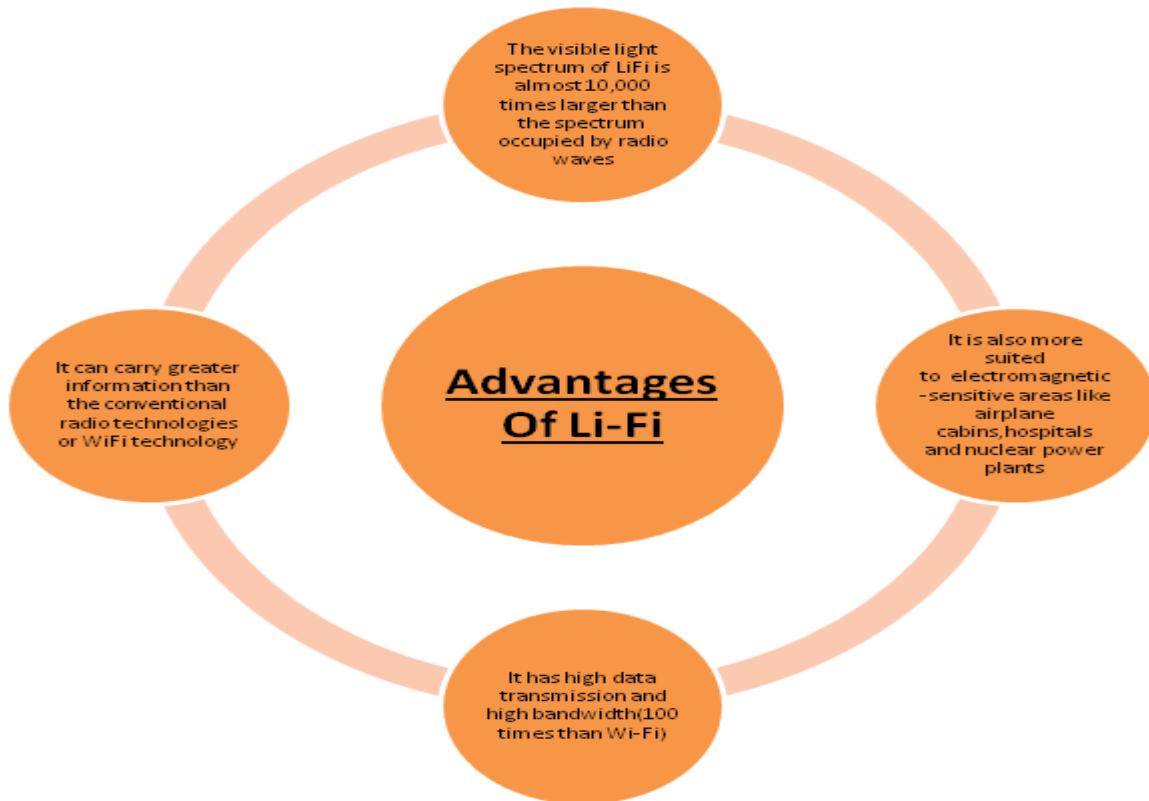 The visible light
spectrum of LiFi is
almost 10,000
times larger than
the spectrum
occupied by radio
waves
It can carry greater
information than
the conventional
radio technologies
or WiFi technology
Advantages
Of Li-Fi
It is also more
suited
to electromagnetic
-sensitive areas like
airplane
cabins,hospitals
and nuclear power
plants
It has high data
transmission and
high bandwidth(100
times than Wi-Fi)